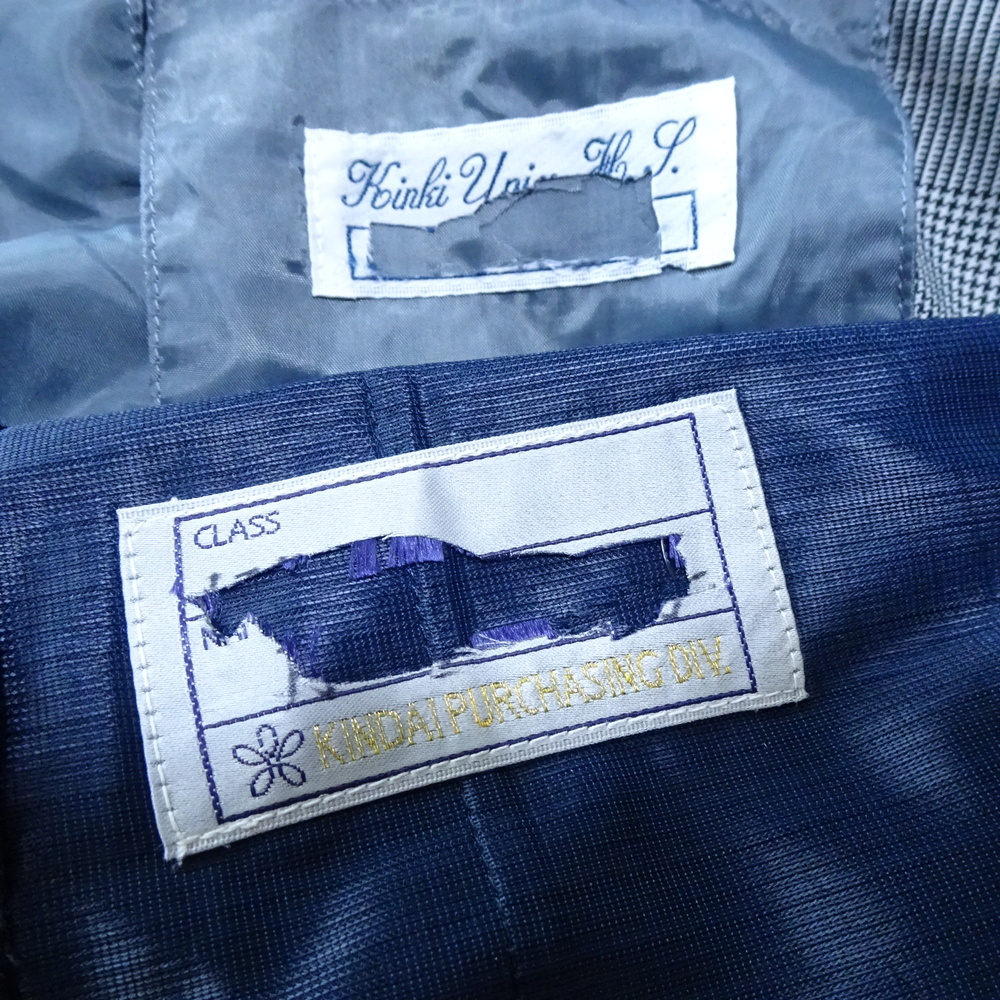 Kinki Univ. H. S.
CLASS
KINDAI PURCHASING DIV.